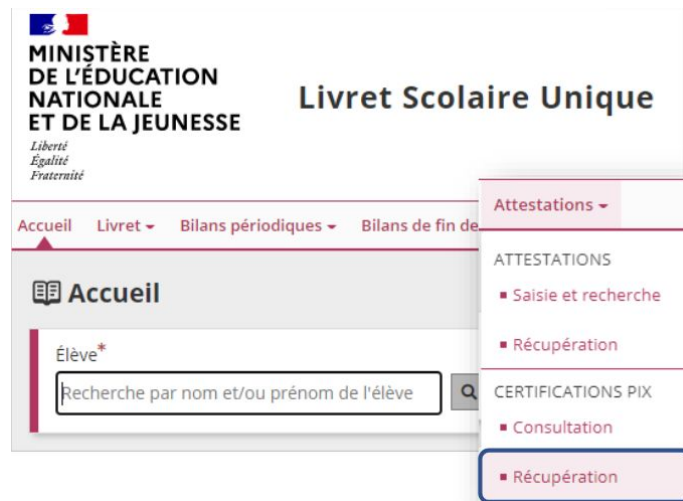 MINISTÈRE
DE L'ÉDUCATION
NATIONALE
ET DE LA JEUNESSE
Liberté
Égalité
Fraternité
Livret Scolaire Unique
Accueil Livret Bilans périodiques Bilans de fin de
Attestations
ATTESTATIONS
Saisie et recherche
Récupération
CERTIFICATIONS PIX
Consultation
Récupération
Accueil
Élève*
Recherche par nom et/ou prénom de l'élève